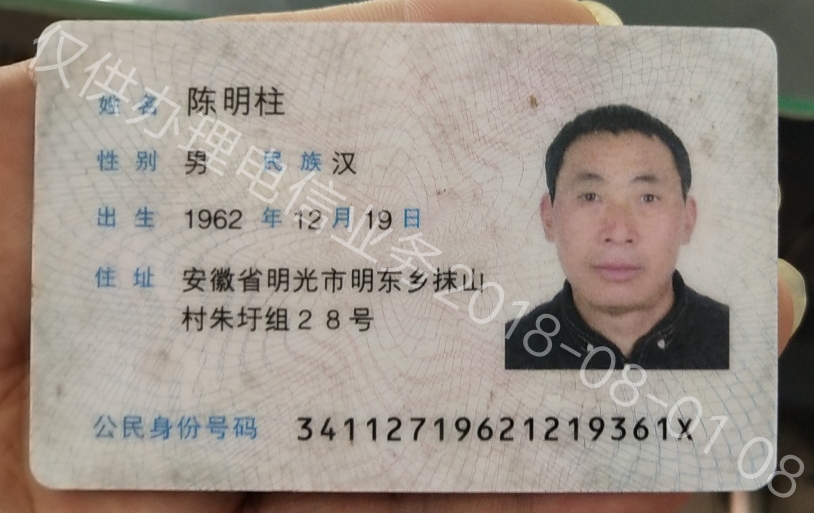 姓名 陈明柱
性别 男 民族 汉
出生 1962 年 12 月 19 日
住址 安徽省明光市明东乡抹山
村朱圩组２８号
公民身份号码 34112719621219361X
仅供办理电信业务2018-08-01 08